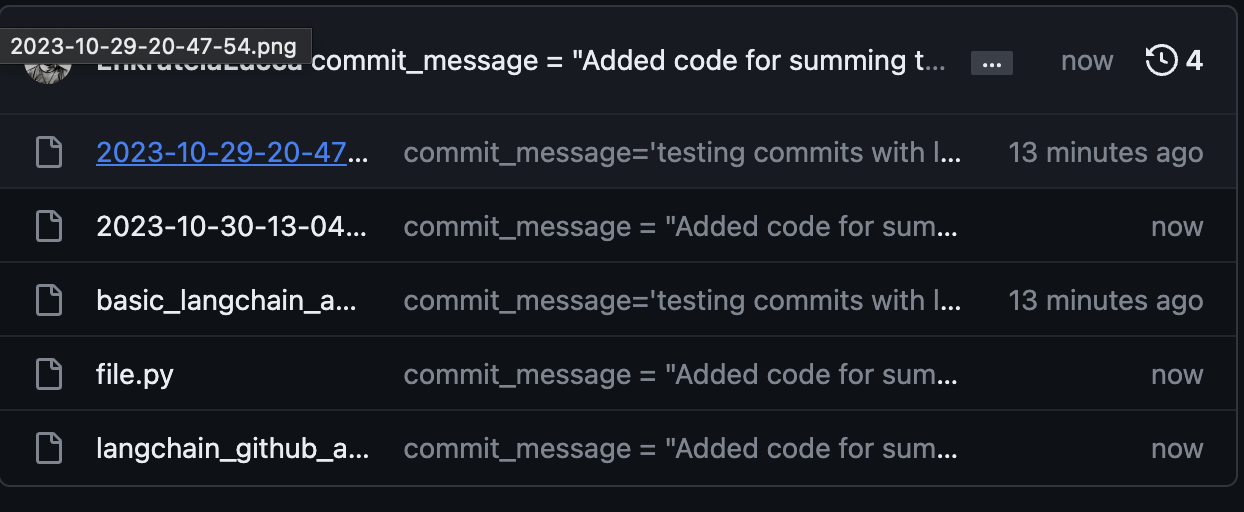 2023-10-29-20-47-54.png
commit_message = "Added code for summing t... ... now 4
2023-10-29-20-47... commit_message='testing commits with l... 13 minutes ago
2023-10-30-13-04... commit_message = "Added code for sum... now
basic_langchain_a... commit_message='testing commits with l... 13 minutes ago
file.py commit_message = "Added code for sum... now
langchain_github_a... commit_message = "Added code for sum... now